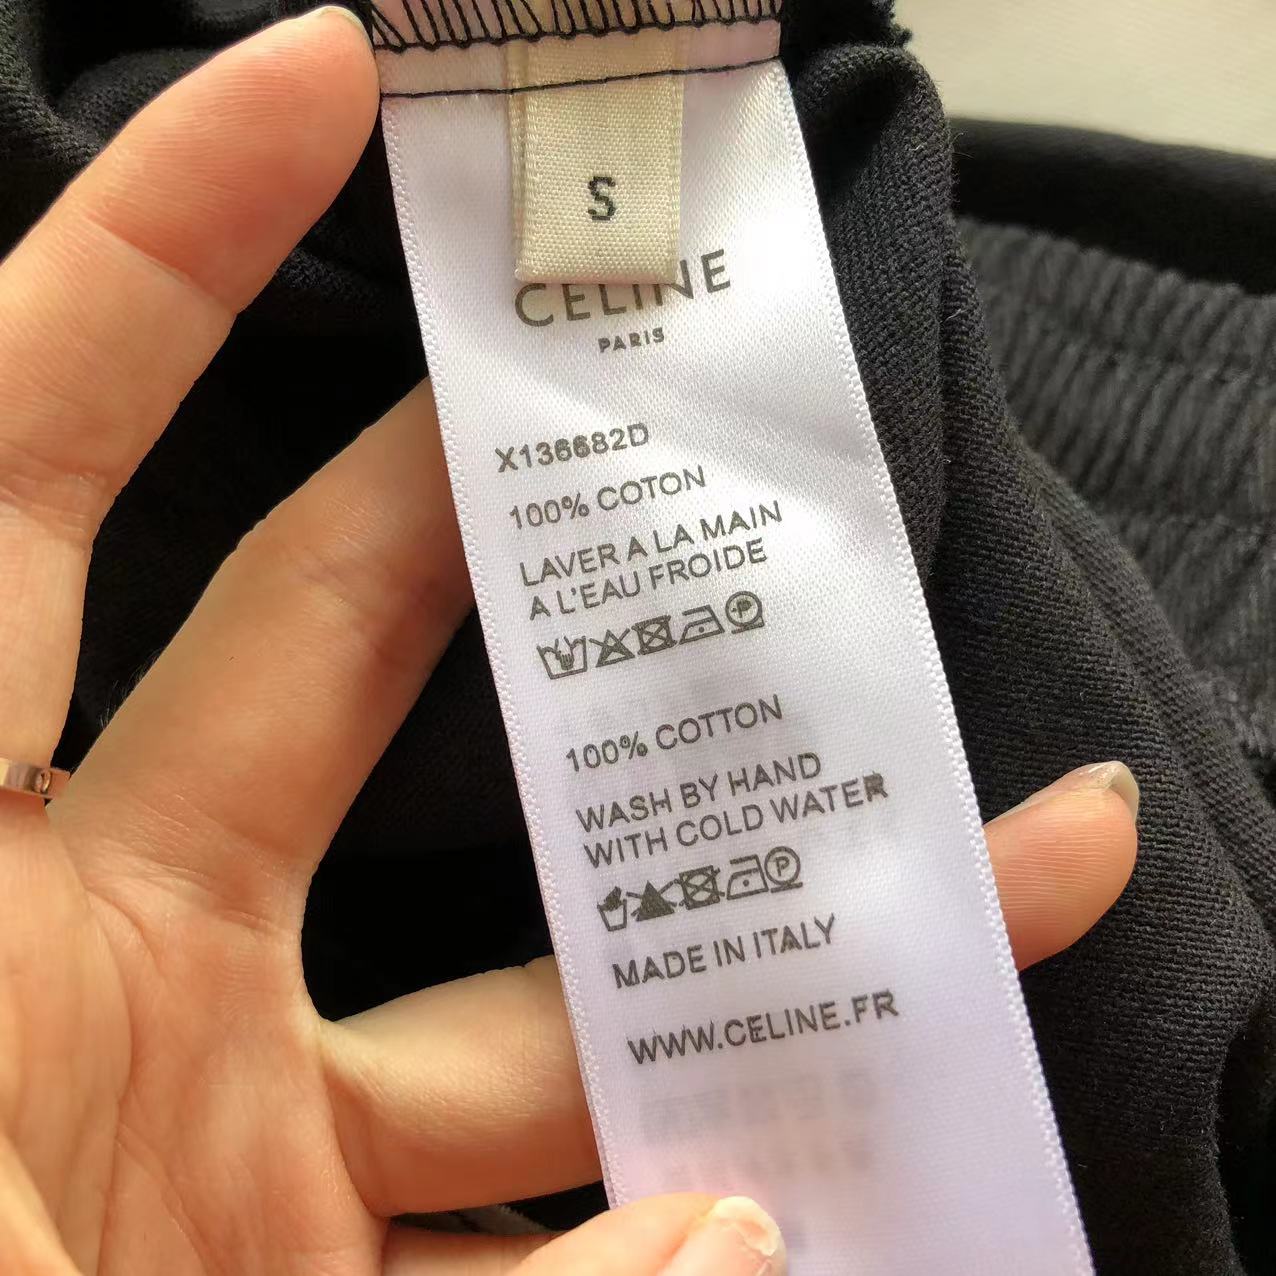 S
CELINE
PARIS
X136682D
100% COTON
LAVER A LA MAIN
A L'EAU FROIDE
P
100% COTTON
WASH BY HAND
WITH COLD WATER
P
MADE IN ITALY
WWW.CELINE.FR